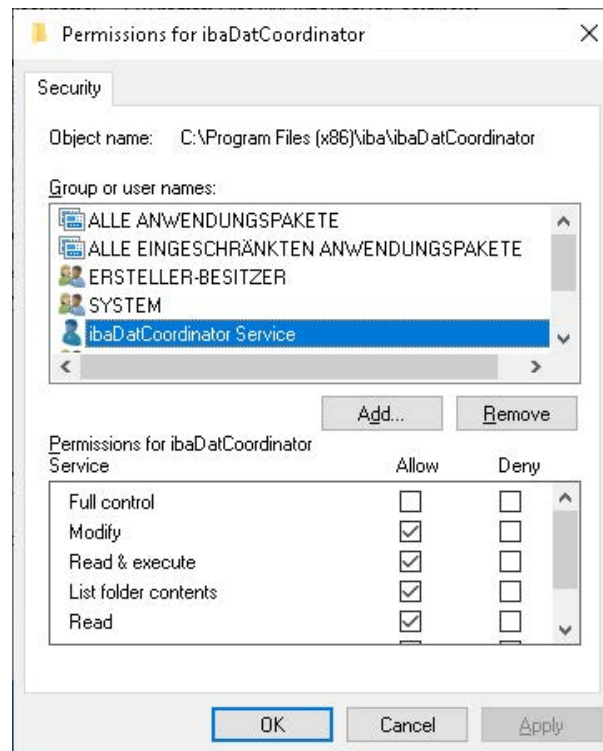 Permissions for ibaDatCoordinator
Security
Object name: C:\Program Files (x86)\iba\ibaDatCoordinator
Group or user names:
ALLE ANWENDUNGSPAKETE
ALLE EINGESCHRÄNKTEN ANWENDUNGSPAKETE
ERSTELLER-BESITZER
SYSTEM
ibaDatCoordinator Service
Add...
Remove
Permissions for ibaDatCoordinator
Service Allow Deny
Full control
Modify
Read & execute
List folder contents
Read
OK
Cancel
Apply